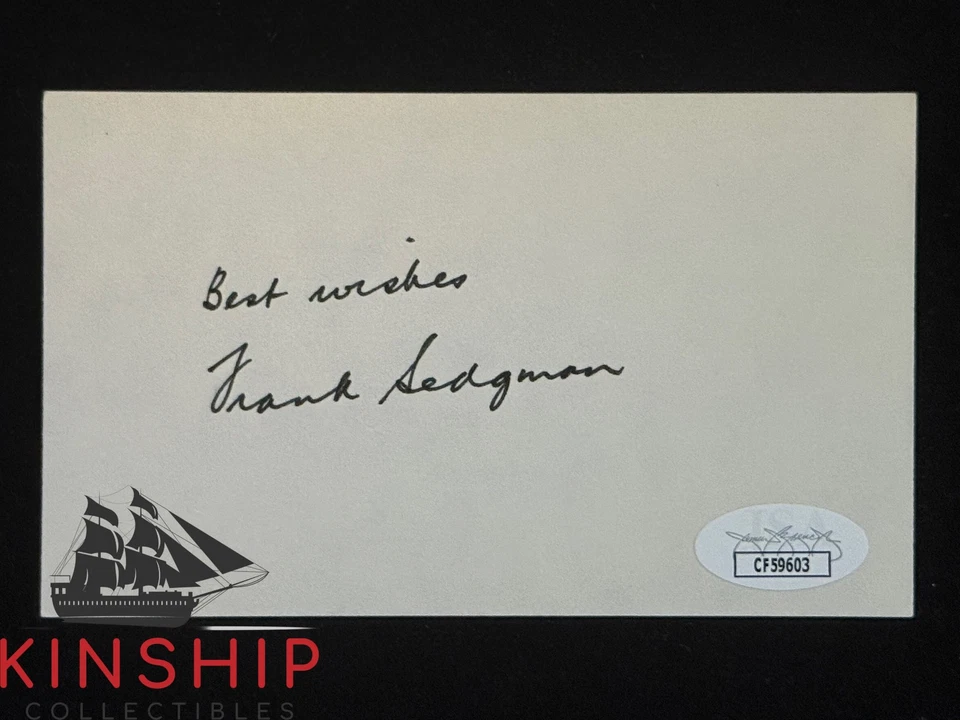 Best wishes
Frank Sedgman
CF59603
KINSHIP
COLLECTIBLES